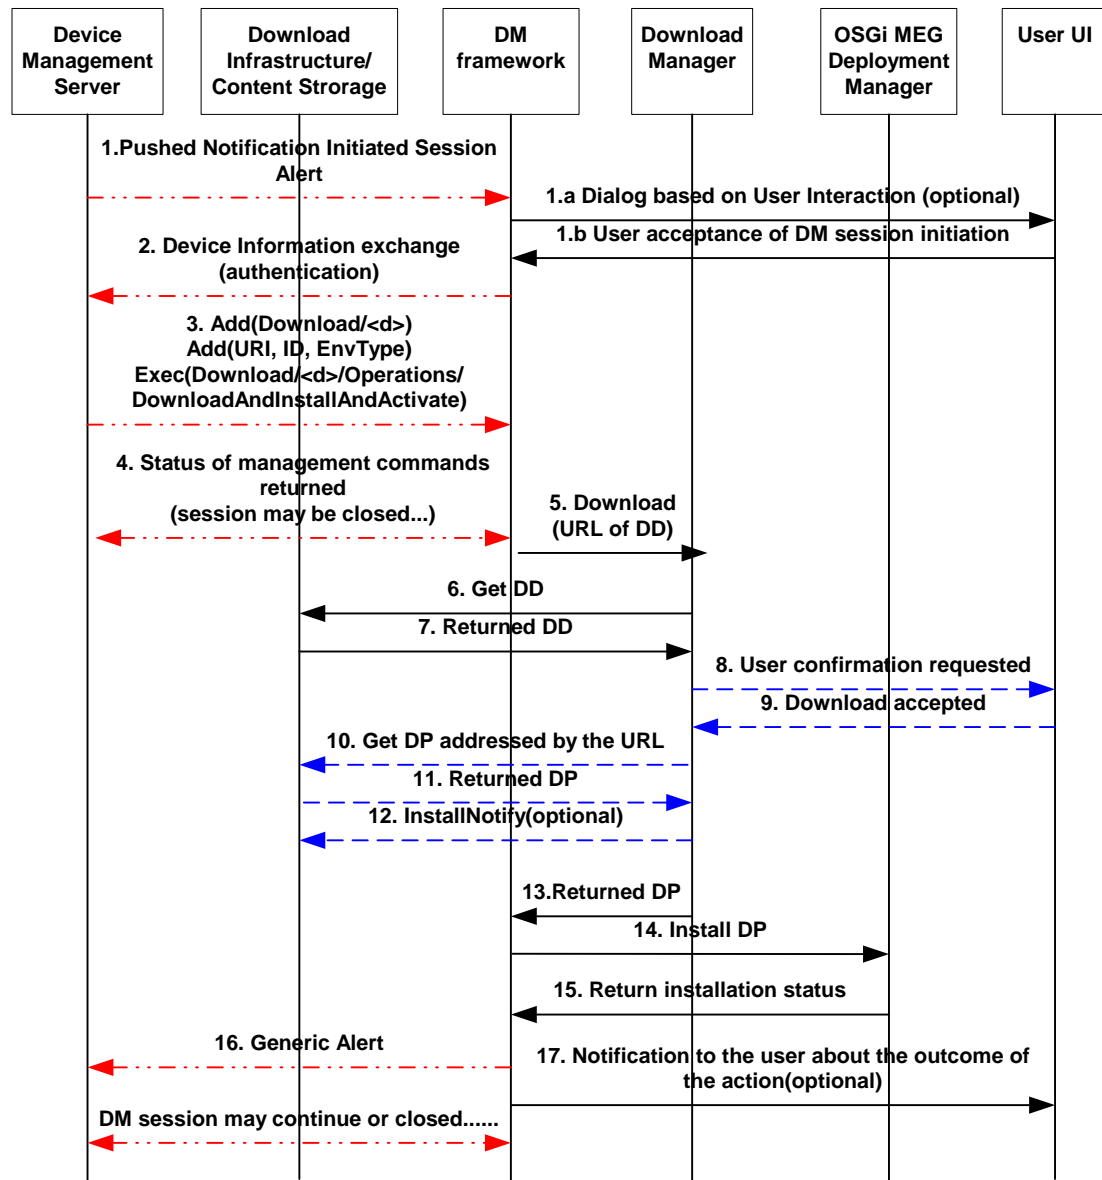 Device
Management
Server
Download
Infrastructure/
Content Strorage
DM
framework
Download
Manager
OSGi MEG
Deployment
Manager
User UI
1.Pushed Notification Initiated Session
Alert
1.a Dialog based on User Interaction (optional)
1.b User acceptance of DM session initiation
2. Device Information exchange
(authentication)
3. Add(Download/<d>)
Add(URI, ID, EnvType)
Exec(Download/<d>/Operations/
DownloadAndInstallAndActivate)
4. Status of management commands
returned
(session may be closed...)
5. Download
(URL of DD)
6. Get DD
7. Returned DD
8. User confirmation requested
9. Download accepted
10. Get DP addressed by the URL
11. Returned DP
12. InstallNotify(optional)
13.Returned DP
14. Install DP
15. Return installation status
16. Generic Alert
17. Notification to the user about the outcome of
the action(optional)
DM session may continue or closed......